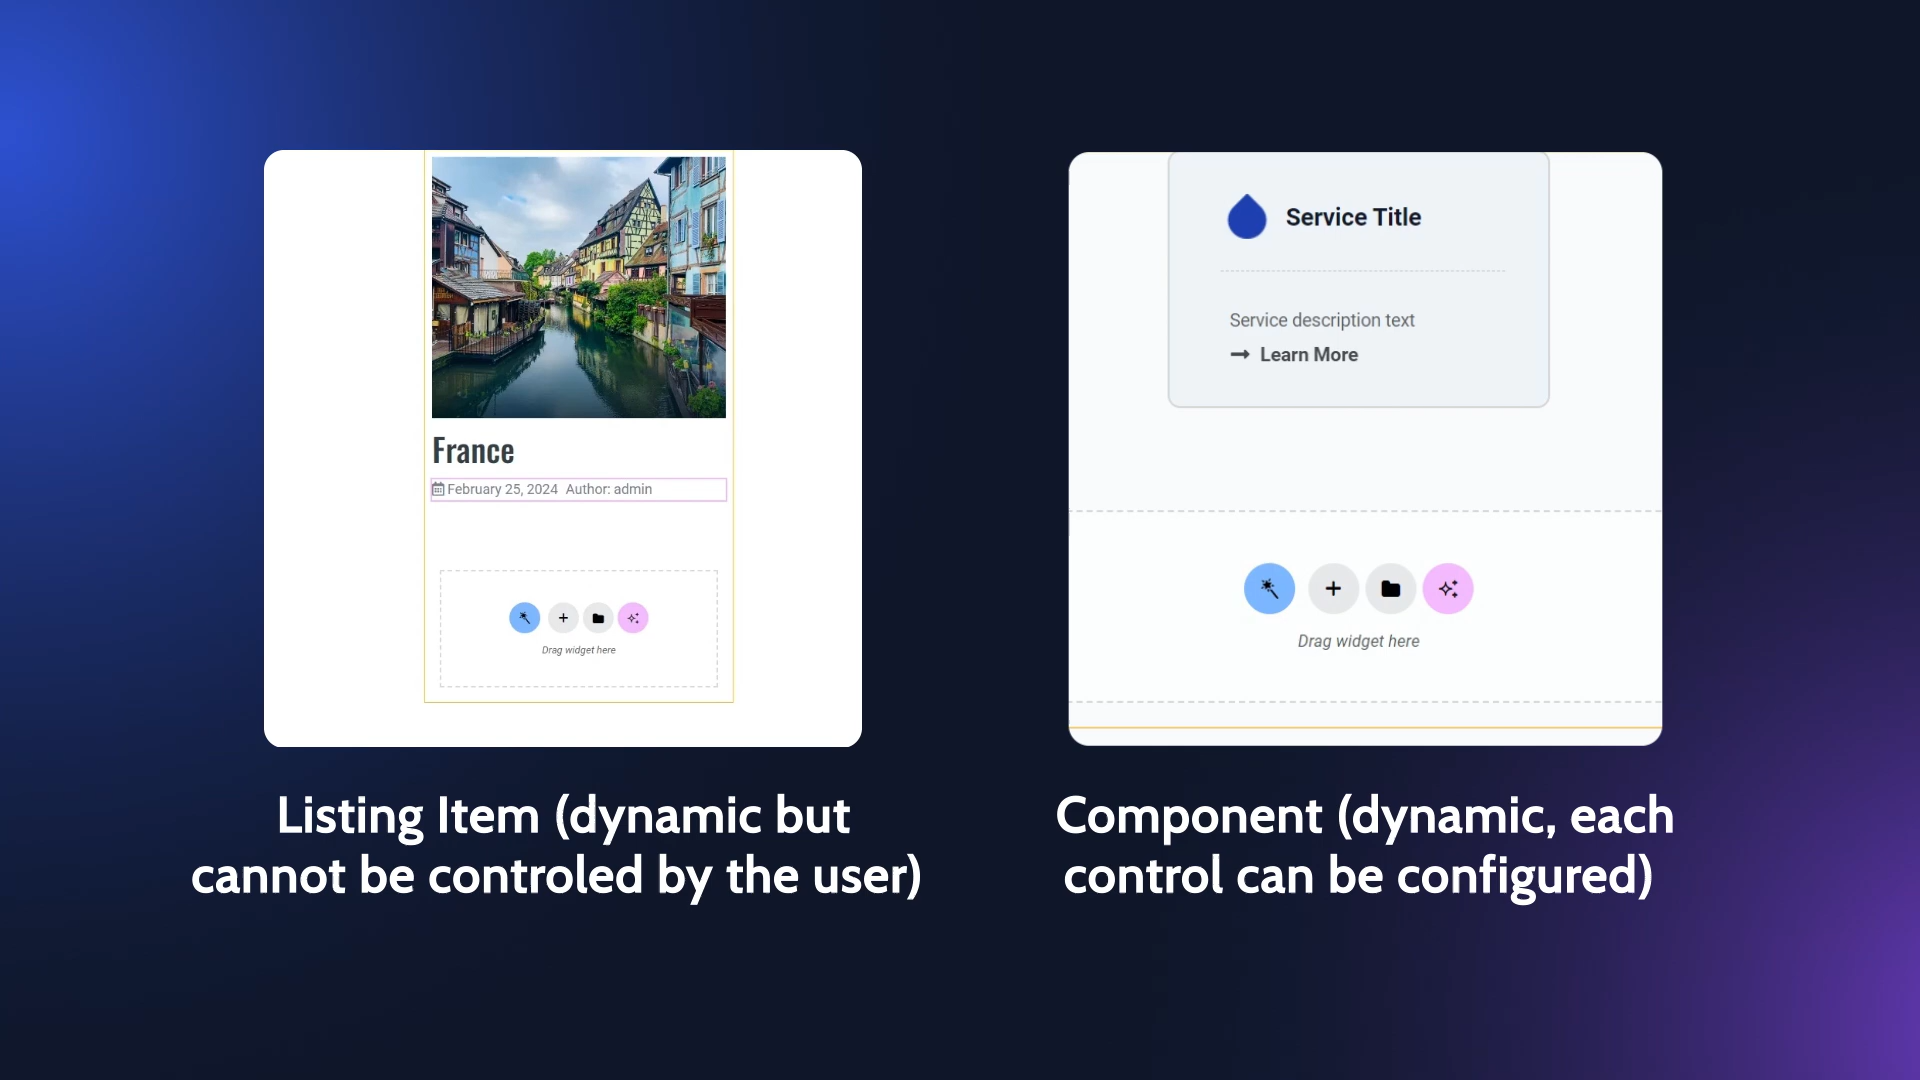 France
February 25, 2024 Author: admin
Drag widget here
Listing Item (dynamic but
cannot be controled by the user)
Service Title
Service description text
Learn More
Drag widget here
Component (dynamic, each
control can be configured)